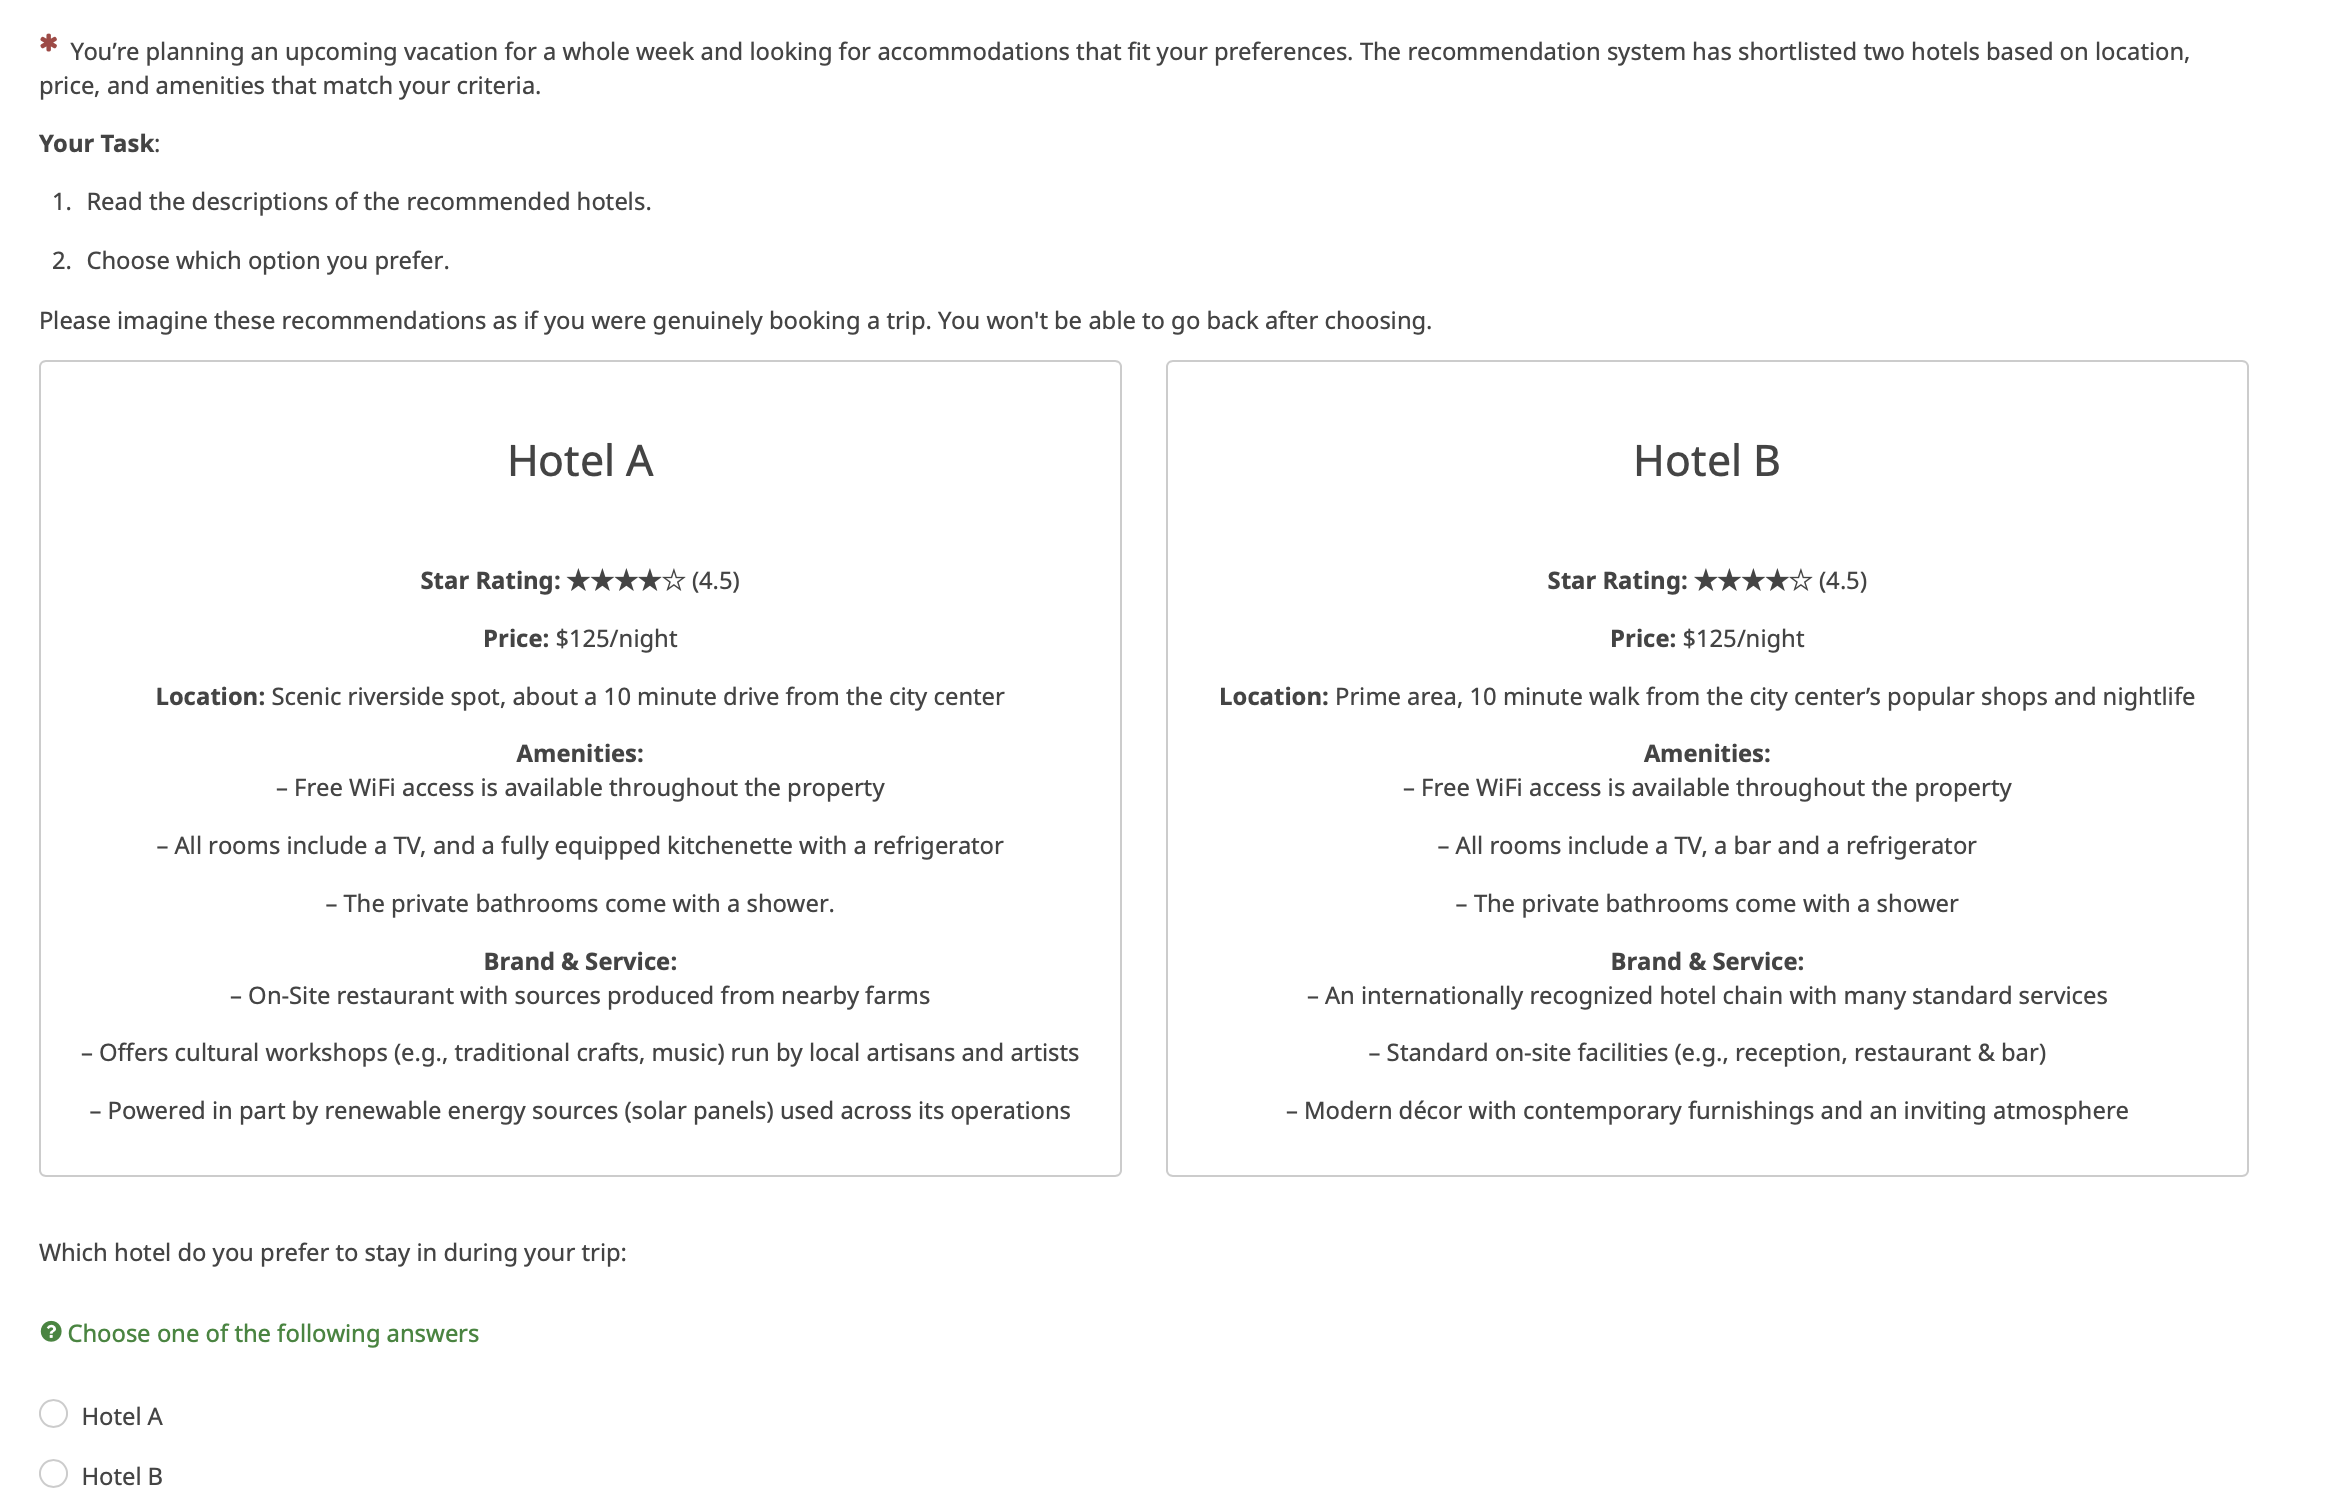 * You’re planning an upcoming vacation for a whole week and looking for accommodations that fit your preferences. The recommendation system has shortlisted two hotels based on location,
price, and amenities that match your criteria.
Your Task:
1. Read the descriptions of the recommended hotels.
2. Choose which option you prefer.
Please imagine these recommendations as if you were genuinely booking a trip. You won't be able to go back after choosing.
Hotel A
Star Rating: ★★★★☆ (4.5)
Price: $125/night
Location: Scenic riverside spot, about a 10 minute drive from the city center
Amenities:
– Free WiFi access is available throughout the property
– All rooms include a TV, and a fully equipped kitchenette with a refrigerator
– The private bathrooms come with a shower.
Brand & Service:
– On-Site restaurant with sources produced from nearby farms
– Offers cultural workshops (e.g., traditional crafts, music) run by local artisans and artists
– Powered in part by renewable energy sources (solar panels) used across its operations
Hotel B
Star Rating: ★★★★☆ (4.5)
Price: $125/night
Location: Prime area, 10 minute walk from the city center’s popular shops and nightlife
Amenities:
– Free WiFi access is available throughout the property
– All rooms include a TV, a bar and a refrigerator
– The private bathrooms come with a shower
Brand & Service:
– An internationally recognized hotel chain with many standard services
– Standard on-site facilities (e.g., reception, restaurant & bar)
– Modern décor with contemporary furnishings and an inviting atmosphere
Which hotel do you prefer to stay in during your trip:
? Choose one of the following answers
Hotel A
Hotel B